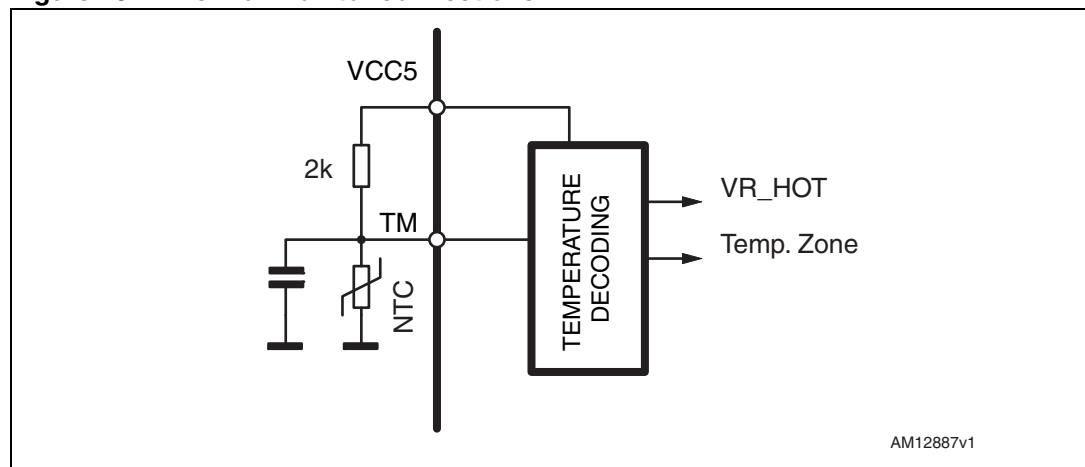 VCC5
2k
TM
NTC
TEMPERATURE
DECODING
VR_HOT
Temp. Zone
AM12887v1